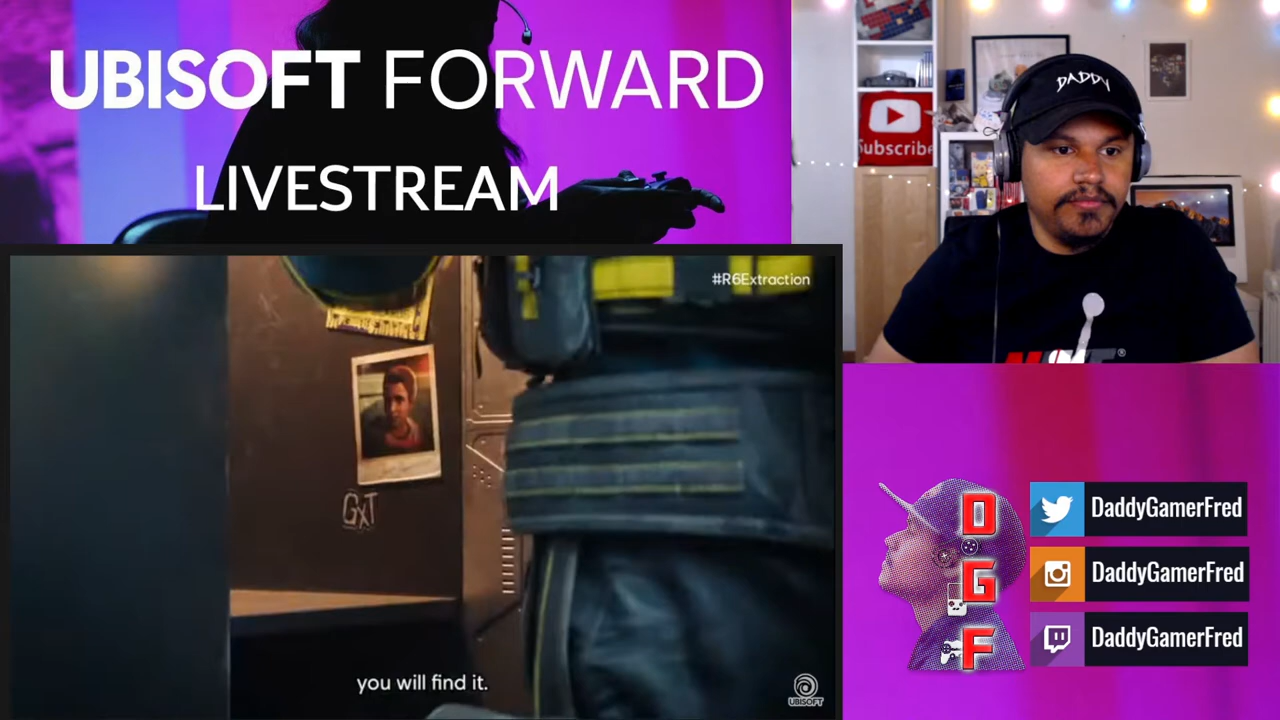 UBISOFT FORWARD
LIVESTREAM
DADDY
Subscribe
#R6Extraction
GxT
you will find it.
UBISOFT
DGF
DaddyGamerFred
DaddyGamerFred
DaddyGamerFred